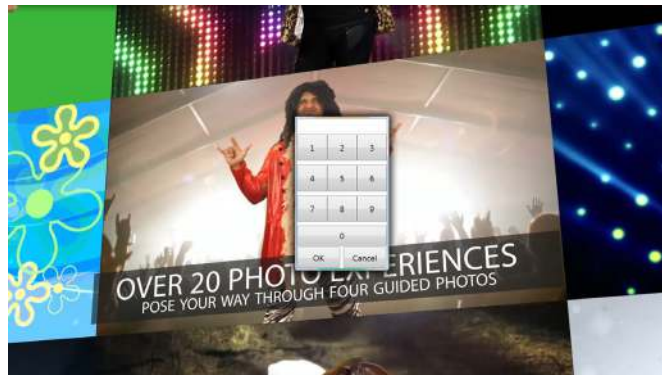 1 2 3
4 5 6
7 8 9
0
OK Cancel
OVER 20 PHOTO EXPERIENCES
POSE YOUR WAY THROUGH FOUR GUIDED PHOTOS